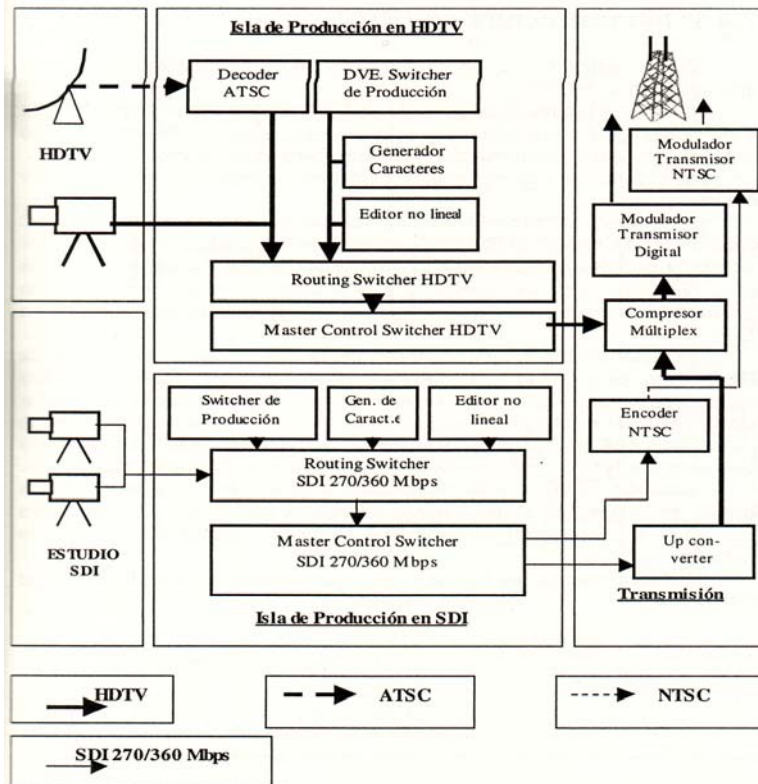 Isla de Producción en HDTV
Decoder
ATSC
DVE. Switcher
de Producción
HDTV
Generador
Caracteres
Editor no lineal
Routing Switcher HDTV
Master Control Switcher HDTV
Modulador
Transmisor
NTSC
Modulador
Transmisor
Digital
Compresor
Múltiplex
Switcher de
Producción
Gen. de
Caract.e
Editor no
lineal
Routing Switcher
SDI 270/360 Mbps
Master Control Switcher
SDI 270/360 Mbps
ESTUDIO
SDI
Isla de Producción en SDI
Encoder
NTSC
Up con-
verter
Transmisión
HDTV
ATSC
NTSC
SDI 270/360 Mbps